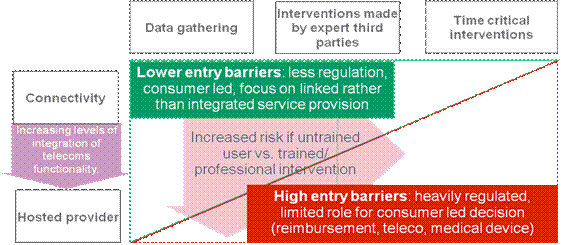 Data gathering
Interventions made
by expert third
parties
Time critical
interventions
Lower entry barriers: less regulation,
consumer led, focus on linked rather
than integrated service provision
Connectivity
Increasing levels of
integration of
telecoms
functionality.
Increased risk if untrained
user vs. trained/
professional intervention
Hosted provider
High entry barriers: heavily regulated,
limited role for consumer led decision
(reimbursement, teleco, medical device)